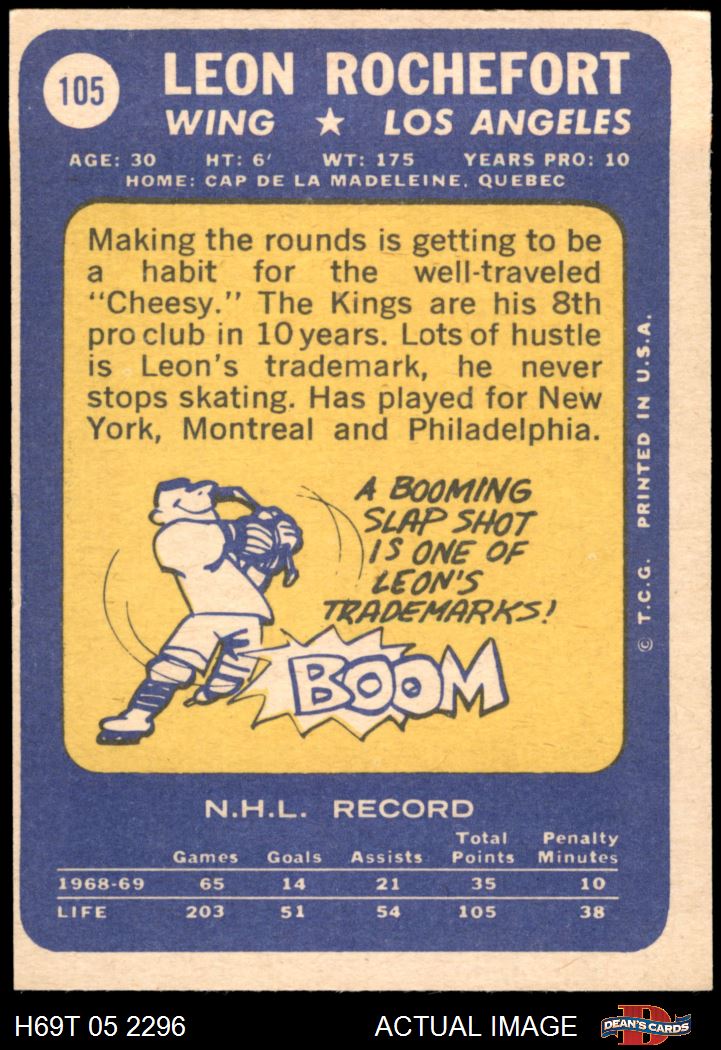 105
LEON ROCHEFORT
WING ★ LOS ANGELES
AGE: 30 HT: 6' WT: 175 YEARS PRO: 10
HOME: CAP DE LA MADELEINE, QUEBEC
Making the rounds is getting to be
a habit for the well-traveled
"Cheesy." The Kings are his 8th
pro club in 10 years. Lots of hustle
is Leon's trademark, he never
stops skating. Has played for New
York, Montreal and Philadelphia.
A BOOMING
SLAP SHOT
IS ONE OF
LEON'S
TRADEMARKS!
BOOM
© T.C.G. PRINTED IN U.S.A.
N.H.L. RECORD
Games Goals Assists Total Points Penalty Minutes
1968-69 65 14 21 35 10
LIFE 203 51 54 105 38
H69T 05 2296 ACTUAL IMAGE DEAN'S CARDS